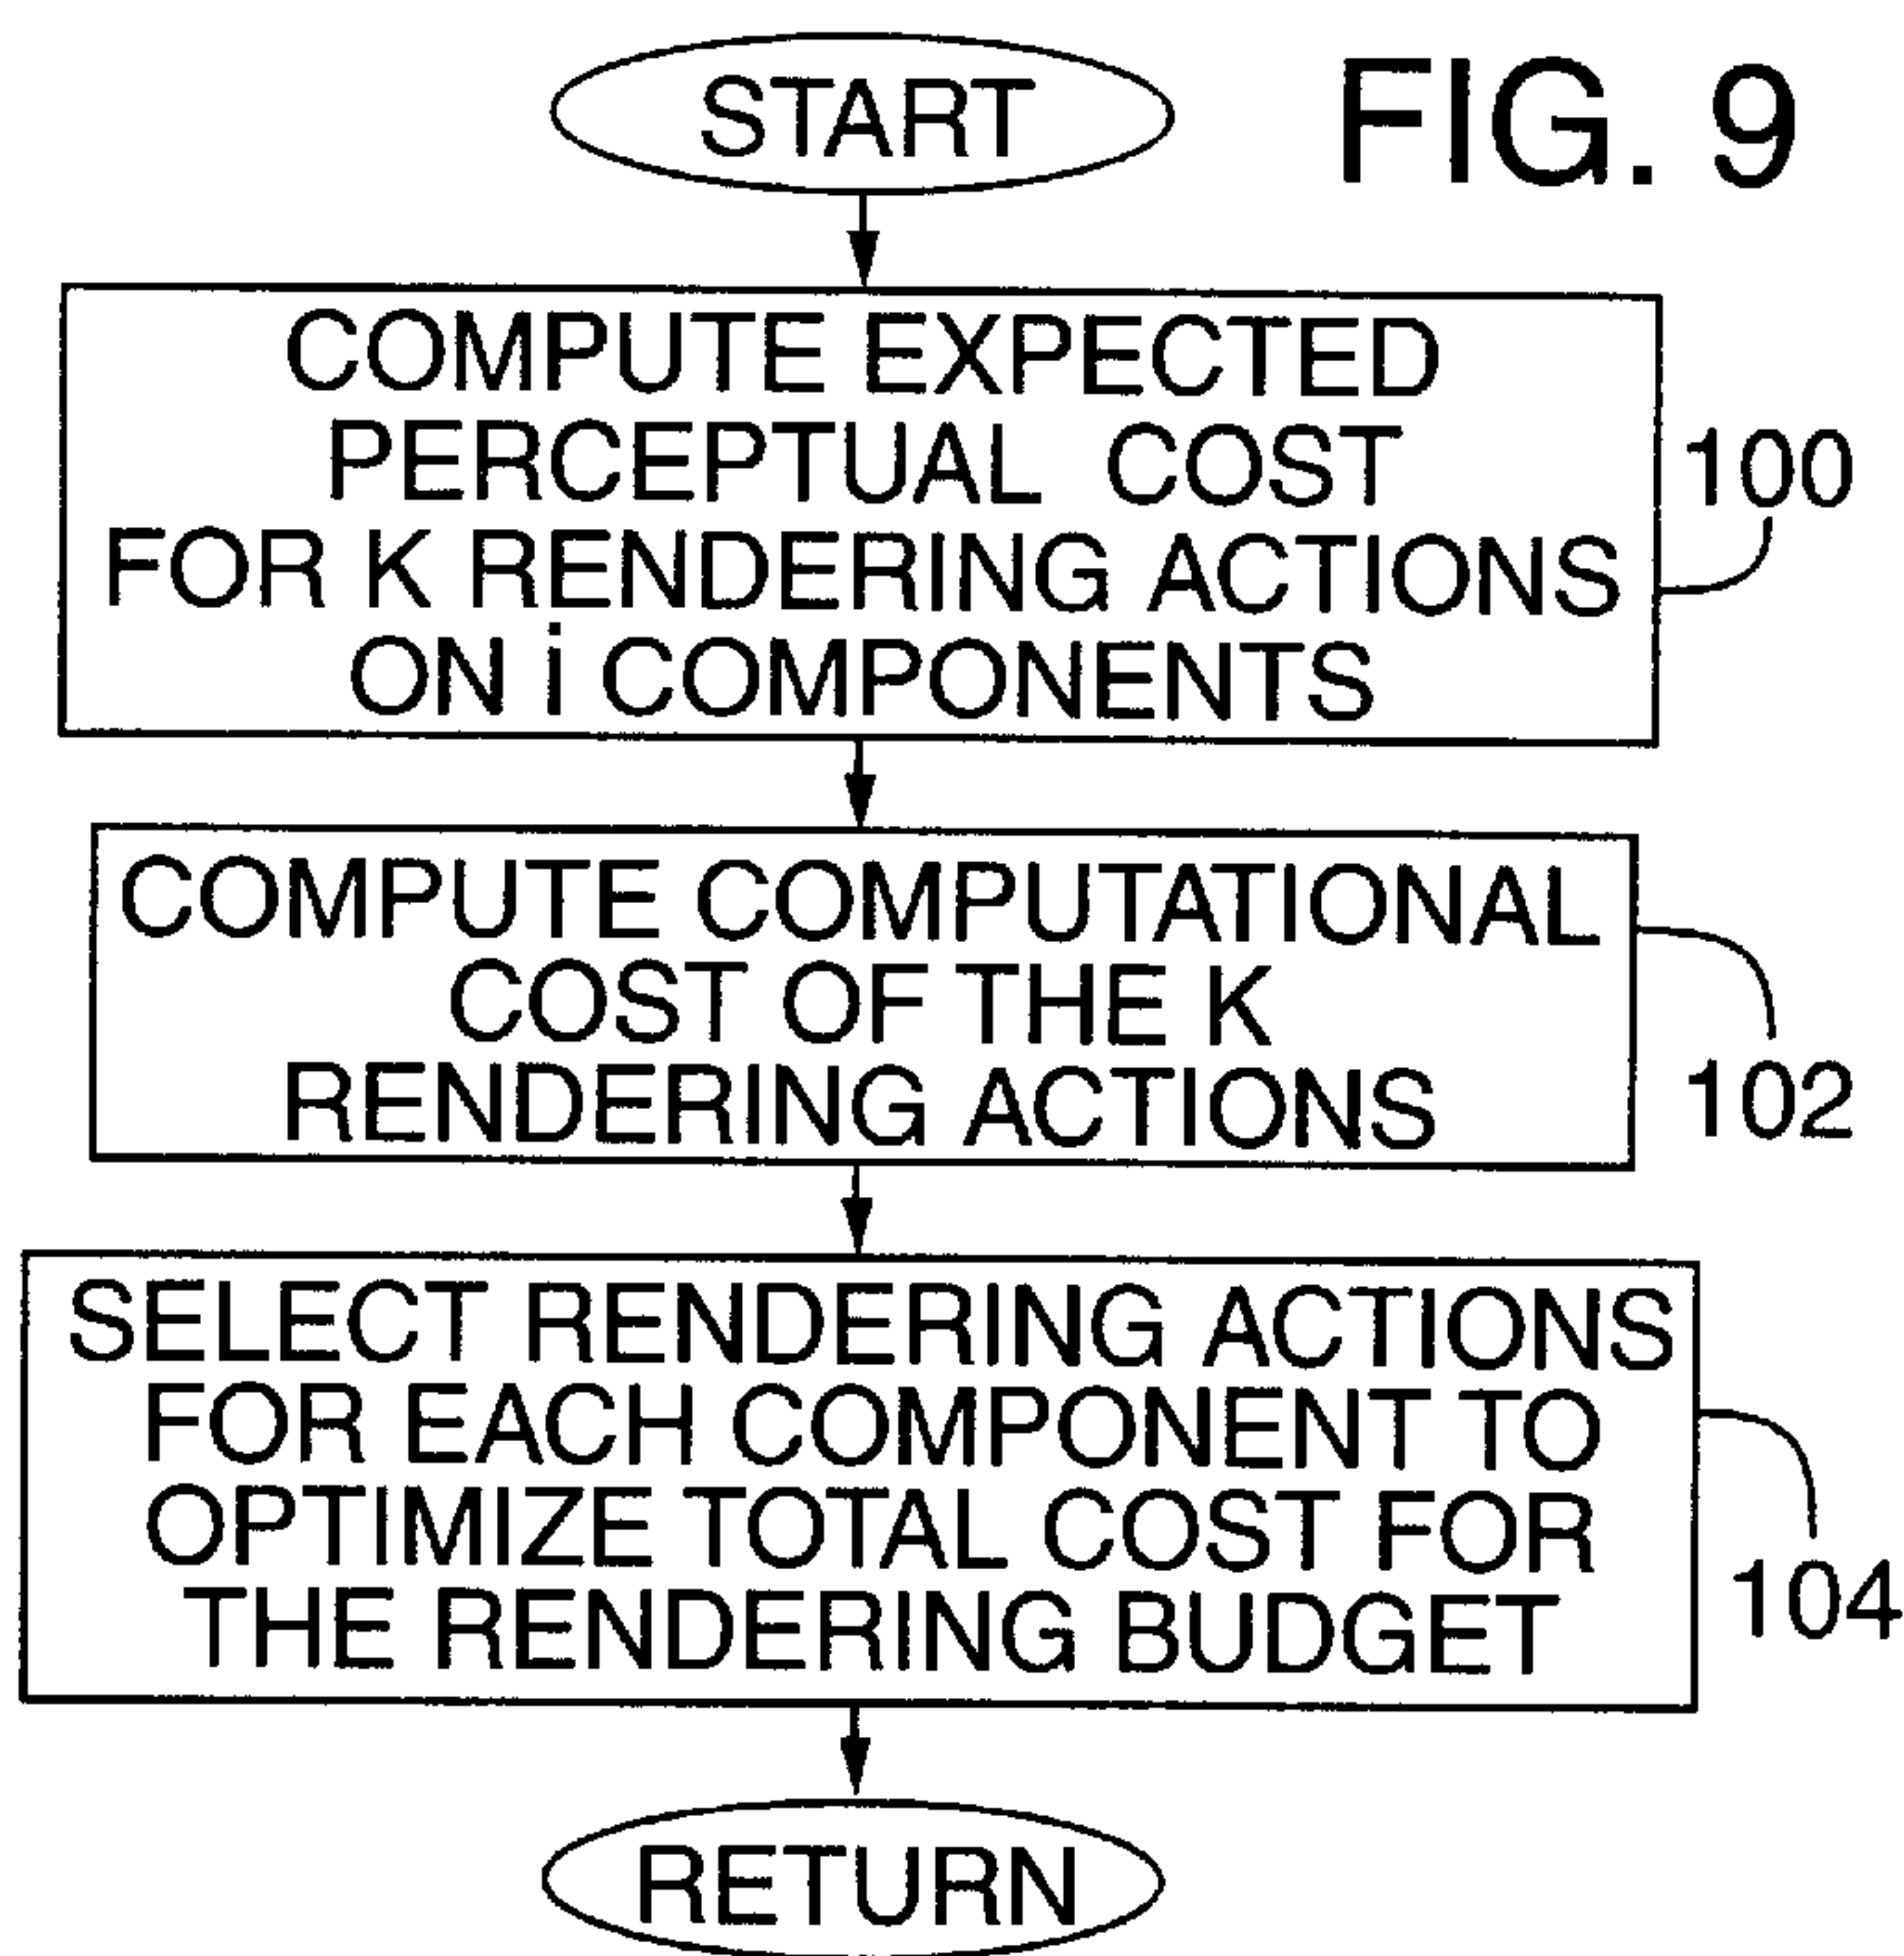 START
FIG. 9
COMPUTE EXPECTED
PERCEPTUAL COST
FOR K RENDERING ACTIONS
ON i COMPONENTS
100
COMPUTE COMPUTATIONAL
COST OF THE K
RENDERING ACTIONS
102
SELECT RENDERING ACTIONS
FOR EACH COMPONENT TO
OPTIMIZE TOTAL COST FOR
THE RENDERING BUDGET
104
RETURN